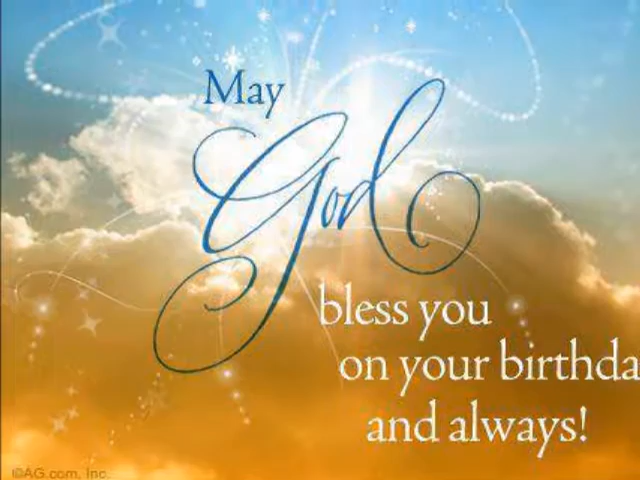 May
God
bless you
on your birthda
and always!
©AG.com, Inc.